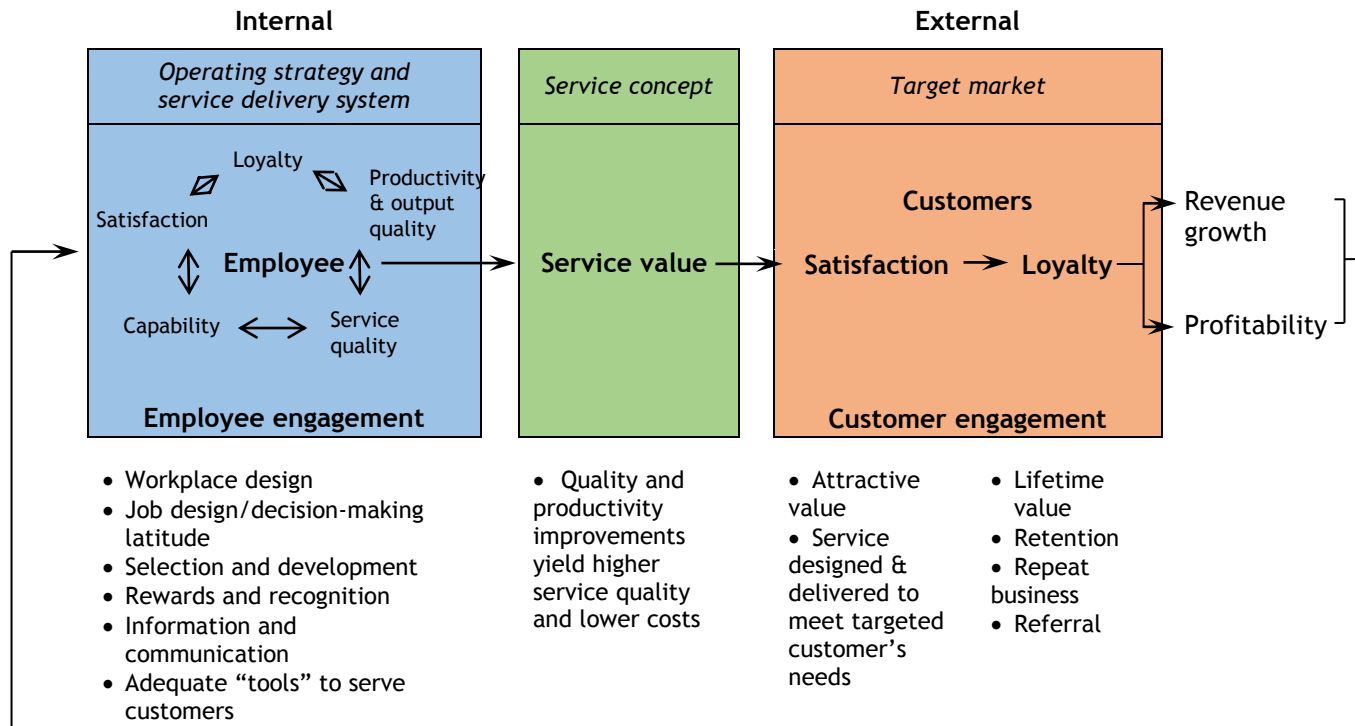 Internal
External
Operating strategy and
service delivery system
Service concept
Target market
Loyalty
Productivity
& output
quality
Satisfaction
Employee
Capability
Service
quality
Employee engagement
Service value
Customers
Satisfaction
Loyalty
Customer engagement
Revenue
growth
Profitability
• Workplace design
• Job design/decision-making
latitude
• Selection and development
• Rewards and recognition
• Information and
communication
• Adequate “tools” to serve
customers
• Quality and
productivity
improvements
yield higher
service quality
and lower costs
• Attractive
value
• Service
designed &
delivered to
meet targeted
customer’s
needs
• Lifetime
value
• Retention
• Repeat
business
• Referral